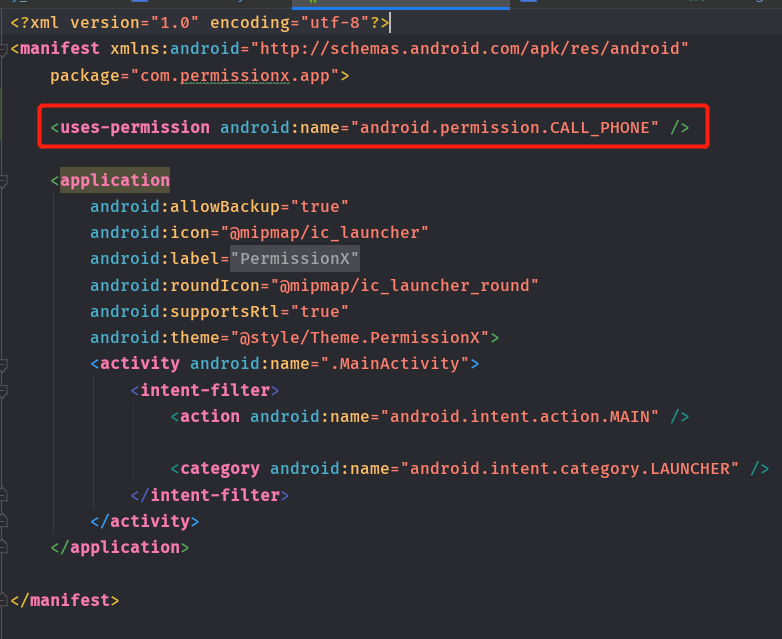 <?xml version="1.0" encoding="utf-8"?>
<manifest xmlns:android="http://schemas.android.com/apk/res/android"
    package="com.permissionx.app">

    <uses-permission android:name="android.permission.CALL_PHONE" />

    <application
        android:allowBackup="true"
        android:icon="@mipmap/ic_launcher"
        android:label="PermissionX"
        android:roundIcon="@mipmap/ic_launcher_round"
        android:supportsRtl="true"
        android:theme="@style/Theme.PermissionX">
        <activity android:name=".MainActivity">
            <intent-filter>
                <action android:name="android.intent.action.MAIN" />

                <category android:name="android.intent.category.LAUNCHER" />
            </intent-filter>
        </activity>
    </application>

</manifest>